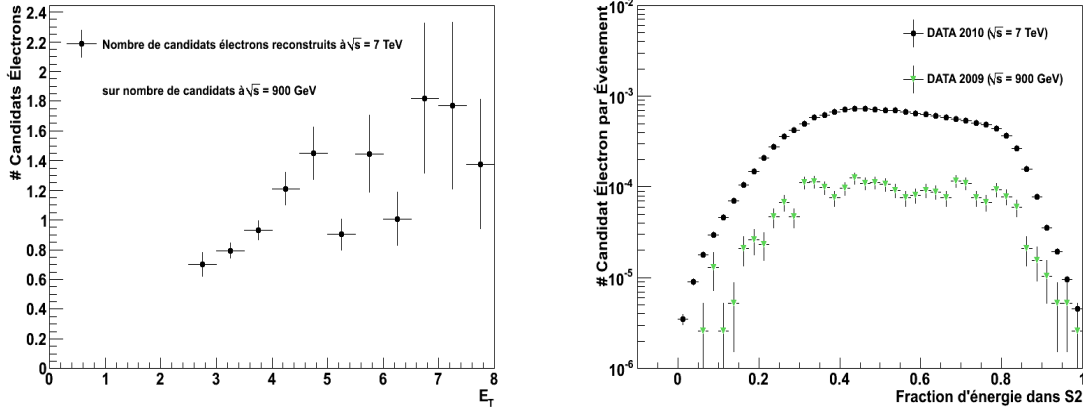 # Candidats Électrons
2.4
2.2
2
1.8
1.6
1.4
1.2
1
0.8
0.6
0.4
0.2
0
Nombre de candidats électrons reconstruits à √s = 7 TeV
sur nombre de candidats à √s = 900 GeV
0 1 2 3 4 5 6 7 8
E_T
# Candidat Électron par Événement
10^-2
10^-3
10^-4
10^-5
10^-6
DATA 2010 (√s = 7 TeV)
DATA 2009 (√s = 900 GeV)
0 0.2 0.4 0.6 0.8 1
Fraction d'énergie dans S2